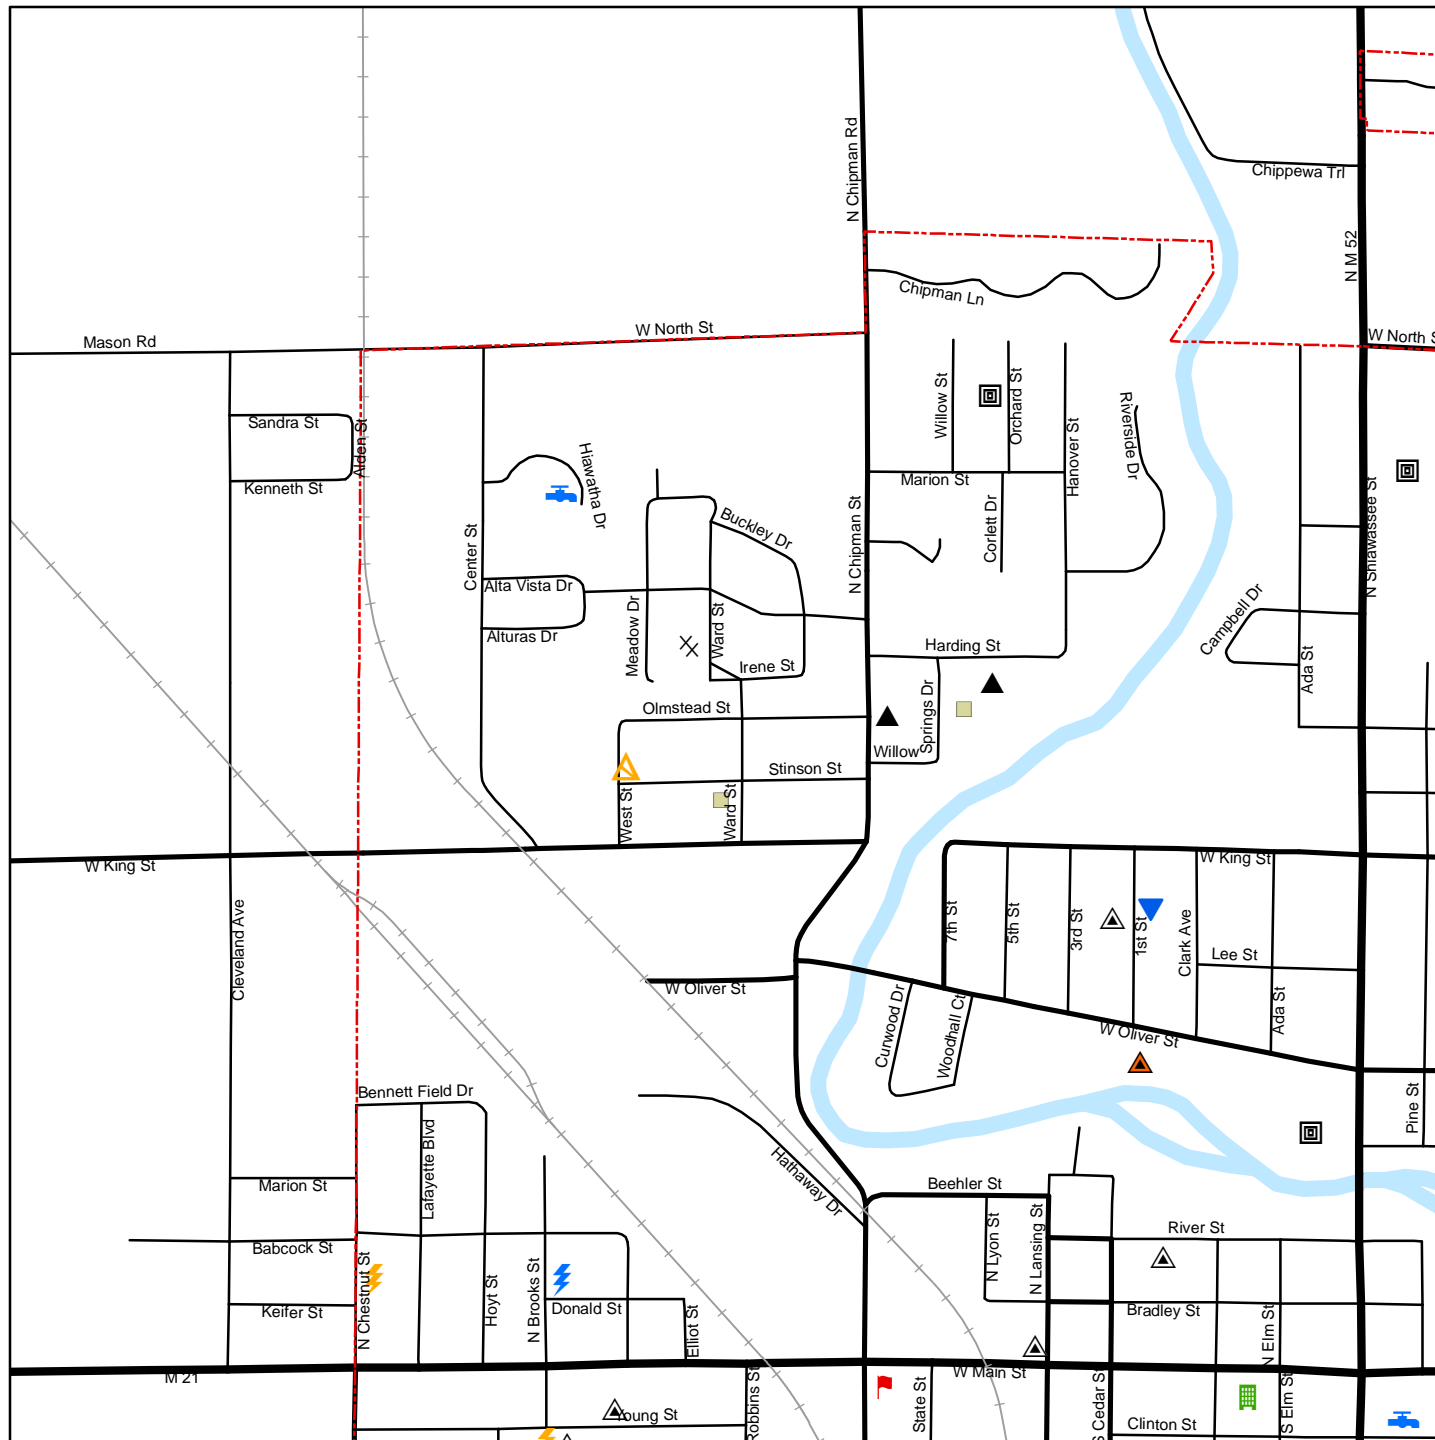 N Chipman Rd
Chippewa Trl
N M 52
Chipman Ln
Mason Rd
W North St
W North S
Sandra St
Alden St
Kenneth St
Hiawatha Dr
Center St
Buckley Dr
Alta Vista Dr
Alturas Dr
Meadow Dr
Ward St
Irene St
N Chipman St
Willow St
Orchard St
Hanover St
Riverside Dr
Marion St
Corlett Dr
N Shiawassee St
Campbell Dr
Ada St
Harding St
Springs Dr
Willow
Olmstead St
Stinson St
West St
Ward St
W King St
W King St
Cleveland Ave
7th St
5th St
3rd St
1st St
Clark Ave
Lee St
Ada St
W Oliver St
Curwood Dr
Woodhall Ct
W Oliver St
Pine St
Bennett Field Dr
Lafayette Blvd
Hathaway Dr
Marion St
Babcock St
Keifer St
N Chestnut St
Hoyt St
N Brooks St
Donald St
Elliot St
Beehler St
N Lyon St
N Lansing St
River St
Bradley St
N Elm St
M 21
W Main St
Young St
Robbins St
State St
S Cedar St
Clinton St
S Elm St